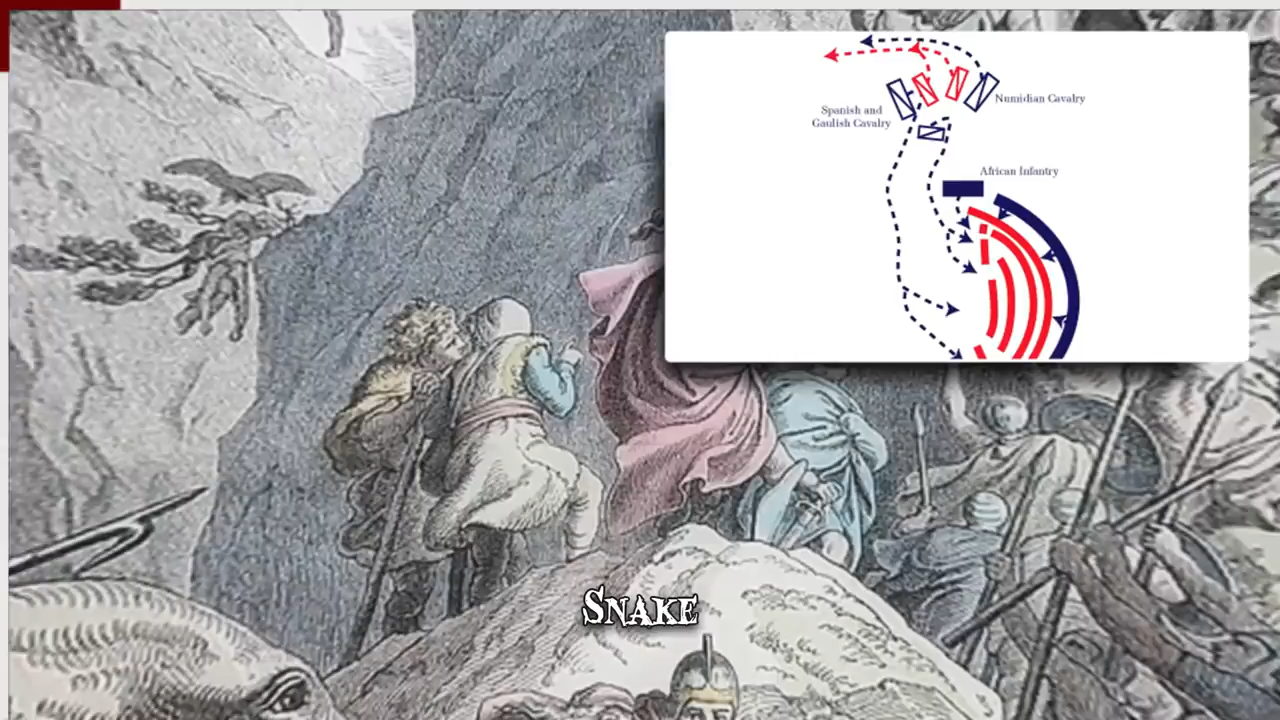 Numidian Cavalry
Spanish and
Gaulish Cavalry
African Infantry
Snake